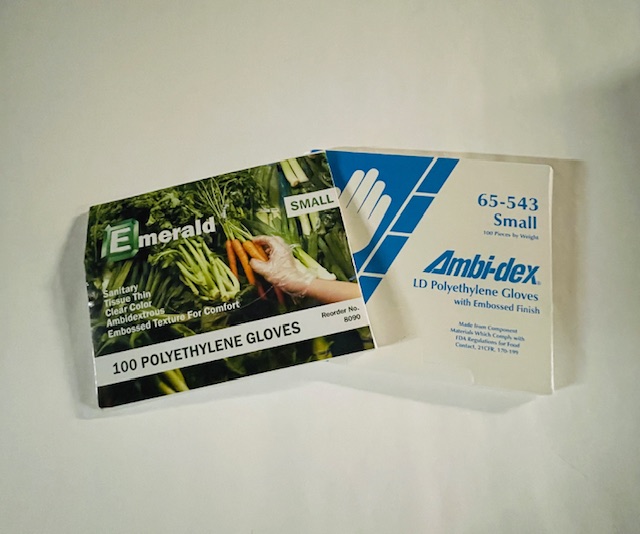 SMALL
Emerald
Sanitary
Tissue Thin
Clear Color
Ambidextrous
Embossed Texture For Comfort
Reorder No.
8090
100 POLYETHYLENE GLOVES
65-543
Small
100 Pieces by Weight
Ambi-dex®
LD Polyethylene Gloves
with Embossed Finish
Made from Component
Materials Which Comply with
FDA Regulations for Food
Contact, 21CFR, 170-199